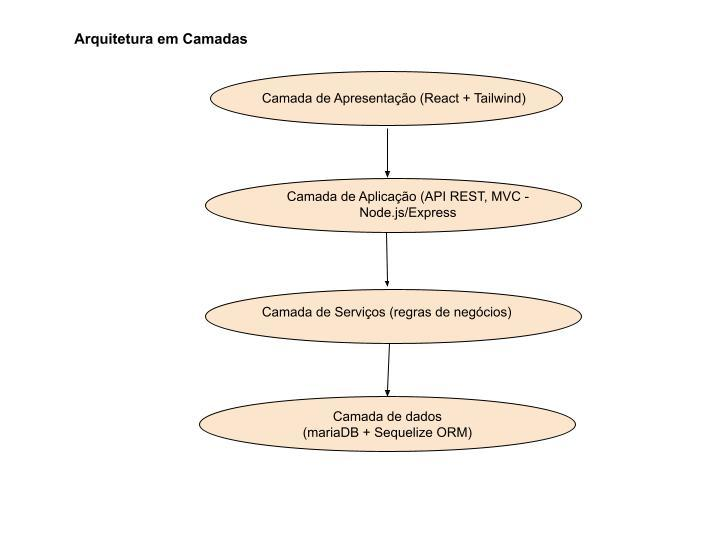 Arquitetura em Camadas
Camada de Apresentação (React + Tailwind)
Camada de Aplicação (API REST, MVC -
Node.js/Express
Camada de Serviços (regras de negócios)
Camada de dados
(mariaDB + Sequelize ORM)